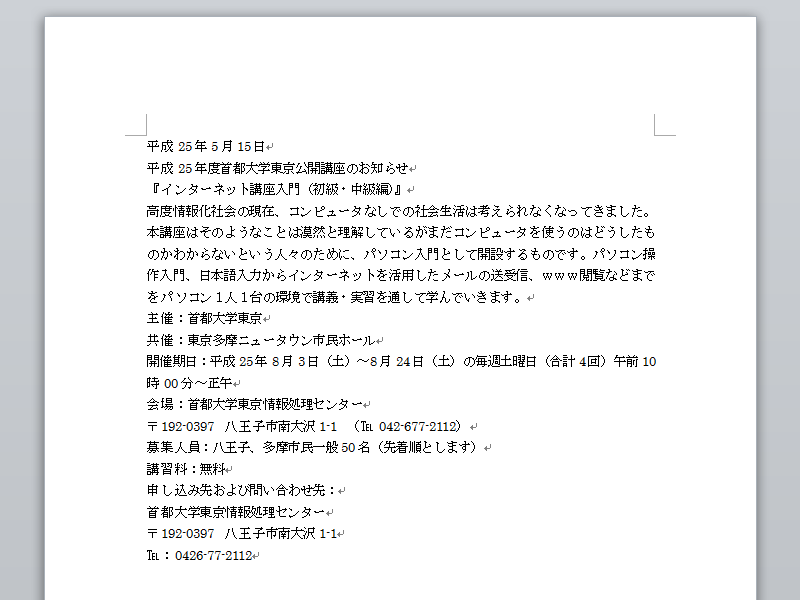 平成 25 年 5 月 15 日
平成 25 年度首都大学東京公開講座のお知らせ
『インターネット講座入門（初級・中級編）』
高度情報化社会の現在、コンピュータなしでの社会生活は考えられなくなってきました。
本講座はそのようなことは漠然と理解しているがまだコンピュータを使うのはどうしたも
のかわからないという人々のために、パソコン入門として開設するものです。パソコン操
作入門、日本語入力からインターネットを活用したメールの送受信、ｗｗｗ閲覧などまで
をパソコン１人１台の環境で講義・実習を通して学んでいきます。
主催：首都大学東京
共催：東京多摩ニュータウン市民ホール
開催期日：平成 25 年 8 月 3 日（土）～8 月 24 日（土）の毎週土曜日（合計 4 回）午前 10
時 00 分～正午
会場：首都大学東京情報処理センター
〒192-0397　八王子市南大沢 1-1　（℡ 042-677-2112）
募集人員：八王子、多摩市民一般 50 名（先着順とします）
講習料：無料
申し込み先および問い合わせ先：
首都大学東京情報処理センター
〒192-0397　八王子市南大沢 1-1
℡：0426-77-2112